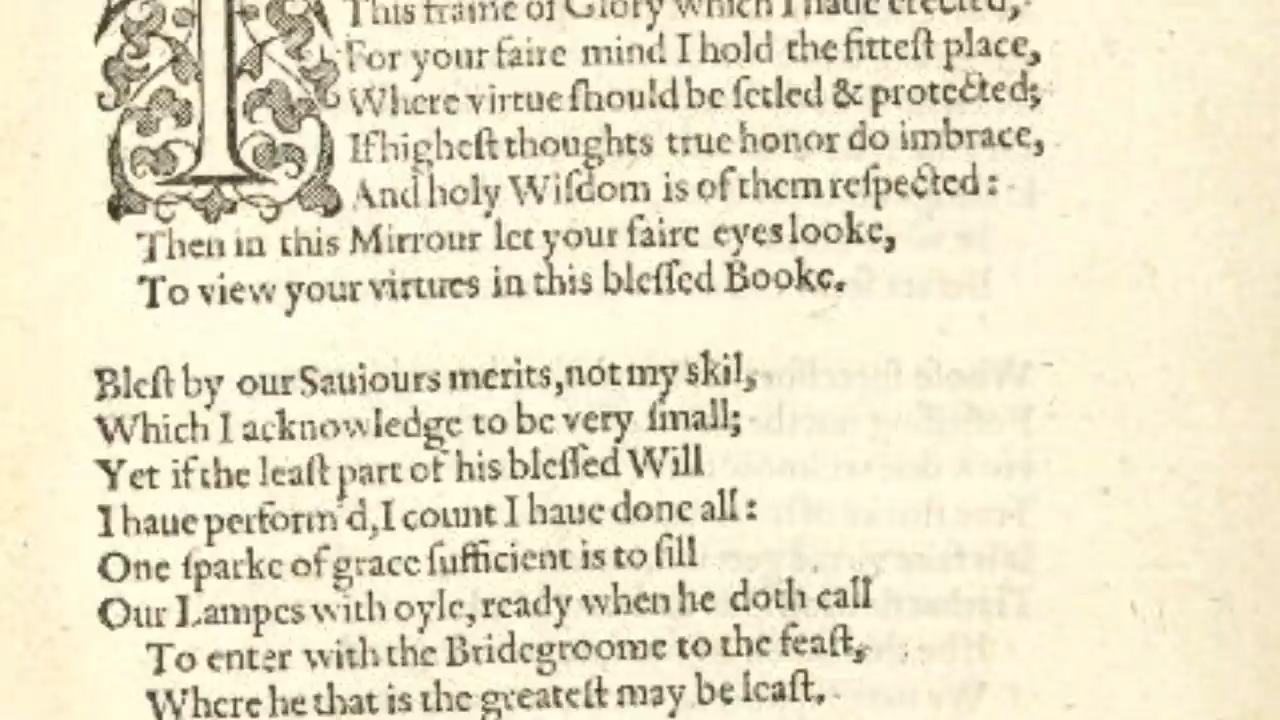 T
This frame of Glory which I haue erected,
For your faire mind I hold the fittest place,
Where virtue should be setled & protected;
If highest thoughts true honor do imbrace,
And holy Wisdom is of them respected:
Then in this Mirrour let your faire eyes looke,
To view your virtues in this blessed Booke.
Blest by our Sauiours merits, not my skil,
Which I acknowledge to be very small;
Yet if the least part of his blessed Will
I haue perform'd, I count I haue done all:
One sparke of grace sufficient is to fill
Our Lampes with oyle, ready when he doth call
To enter with the Bridegroome to the feast,
Where he that is the greatest may be least.